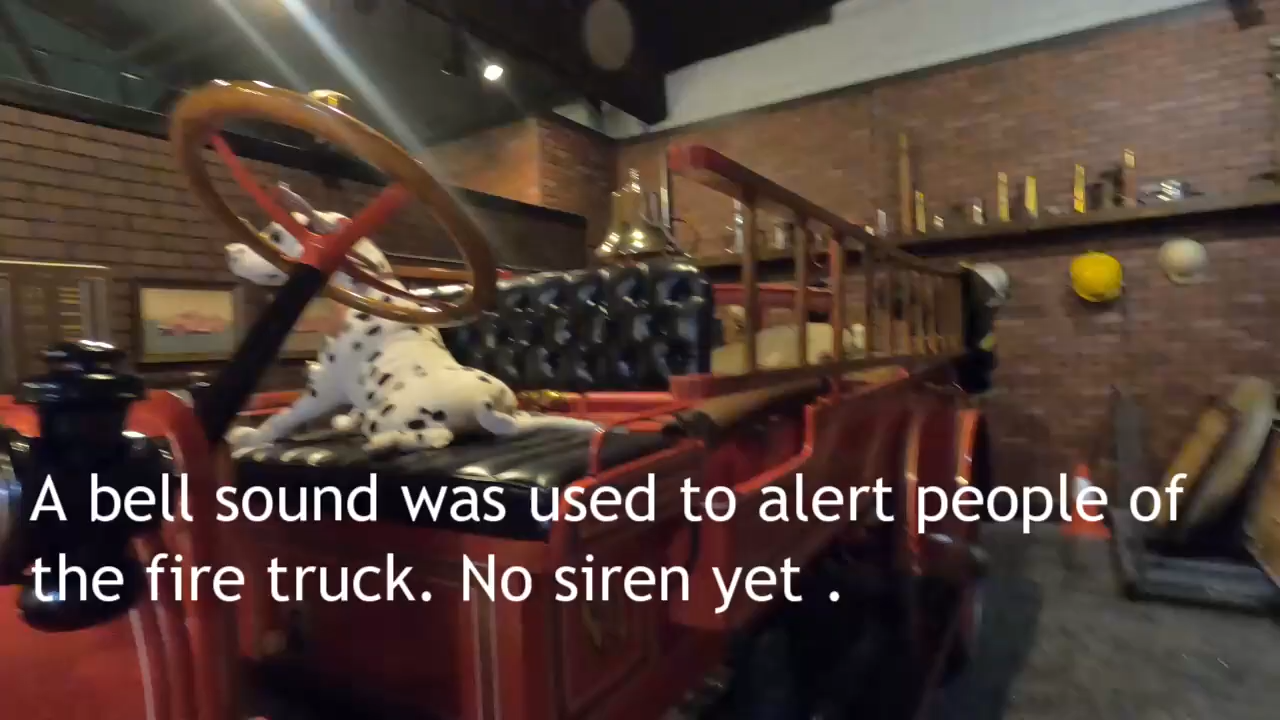 A bell sound was used to alert people of
the fire truck. No siren yet .